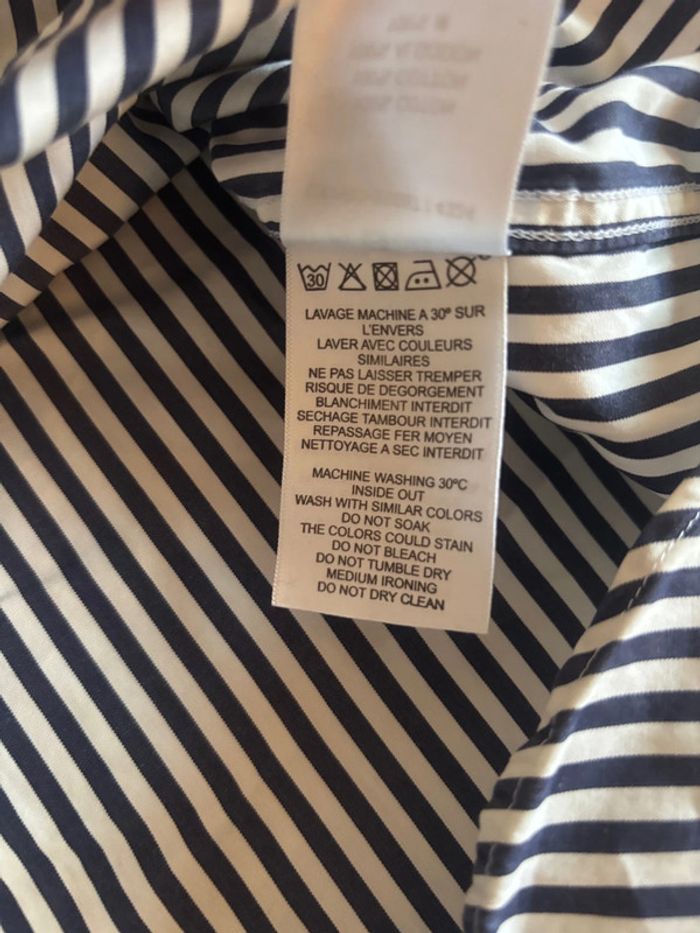 30
LAVAGE MACHINE A 30° SUR
L'ENVERS
LAVER AVEC COULEURS
SIMILAIRES
NE PAS LAISSER TREMPER
RISQUE DE DEGORGEMENT
BLANCHIMENT INTERDIT
SECHAGE TAMBOUR INTERDIT
REPASSAGE FER MOYEN
NETTOYAGE A SEC INTERDIT
MACHINE WASHING 30°C
INSIDE OUT
WASH WITH SIMILAR COLORS
DO NOT SOAK
THE COLORS COULD STAIN
DO NOT BLEACH
DO NOT TUMBLE DRY
MEDIUM IRONING
DO NOT DRY CLEAN